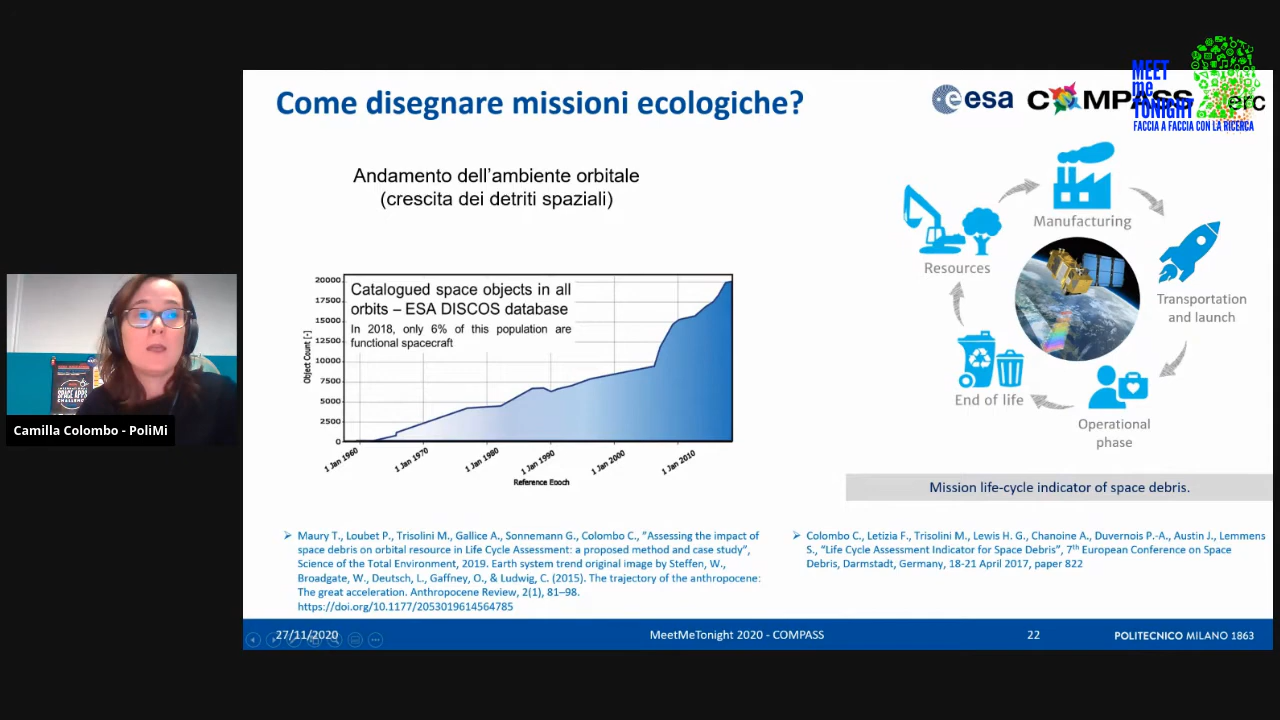 Come disegnare missioni ecologiche?
esa
COMPASS
erc
MEET
me
TONIGHT
FACCIA A FACCIA CON LA RICERCA
Andamento dell'ambiente orbitale
(crescita dei detriti spaziali)
Catalogued space objects in all
orbits – ESA DISCOS database
In 2018, only 6% of this population are
functional spacecraft
Object Count [-]
20000
17500
15000
12500
10000
7500
5000
2500
0
1 Jan 1960
1 Jan 1970
1 Jan 1980
1 Jan 1990
1 Jan 2000
1 Jan 2010
Reference Epoch
Manufacturing
Resources
Transportation
and launch
End of life
Operational
phase
Mission life-cycle indicator of space debris.
Camilla Colombo - PoliMi
➢ Maury T., Loubet P., Trisolini M., Gallice A., Sonnemann G., Colombo C., "Assessing the impact of
space debris on orbital resource in Life Cycle Assessment: a proposed method and case study",
Science of the Total Environment, 2019. Earth system trend original image by Steffen, W.,
Broadgate, W., Deutsch, L., Gaffney, O., & Ludwig, C. (2015). The trajectory of the anthropocene:
The great acceleration. Anthropocene Review, 2(1), 81–98.
https://doi.org/10.1177/2053019614564785
➢ Colombo C., Letizia F., Trisolini M., Lewis H. G., Chanoine A., Duvernois P.-A., Austin J., Lemmens
S., "Life Cycle Assessment Indicator for Space Debris", 7th European Conference on Space
Debris, Darmstadt, Germany, 18-21 April 2017, paper 822
27/11/2020
MeetMeTonight 2020 - COMPASS
22
POLITECNICO MILANO 1863